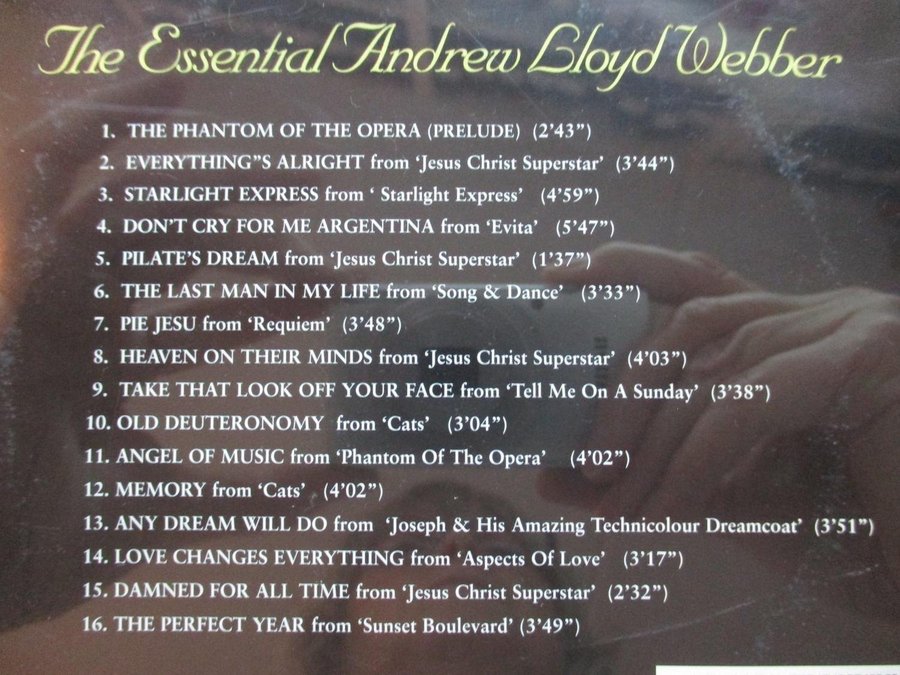 The Essential Andrew Lloyd Webber
1. THE PHANTOM OF THE OPERA (PRELUDE) (2'43”)
2. EVERYTHING”S ALRIGHT from ‘Jesus Christ Superstar’ (3’44”)
3. STARLIGHT EXPRESS from ‘ Starlight Express’ (4’59”)
4. DON’T CRY FOR ME ARGENTINA from ‘Evita’ (5’47”)
5. PILATE’S DREAM from ‘Jesus Christ Superstar’ (1’37”)
6. THE LAST MAN IN MY LIFE from ‘Song & Dance’ (3’33”)
7. PIE JESU from ‘Requiem’ (3’48”)
8. HEAVEN ON THEIR MINDS from ‘Jesus Christ Superstar’ (4’03”)
9. TAKE THAT LOOK OFF YOUR FACE from ‘Tell Me On A Sunday’ (3’38”)
10. OLD DEUTERONOMY from ‘Cats’ (3’04”)
11. ANGEL OF MUSIC from ‘Phantom Of The Opera’ (4’02”)
12. MEMORY from ‘Cats’ (4’02”)
13. ANY DREAM WILL DO from ‘Joseph & His Amazing Technicolour Dreamcoat’ (3’51”)
14. LOVE CHANGES EVERYTHING from ‘Aspects Of Love’ (3’17”)
15. DAMNED FOR ALL TIME from ‘Jesus Christ Superstar’ (2’32”)
16. THE PERFECT YEAR from ‘Sunset Boulevard’ (3’49”)